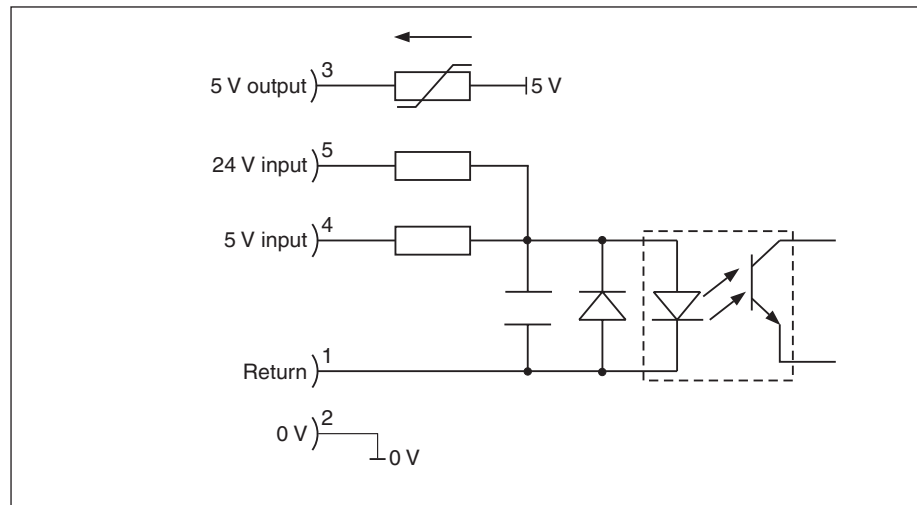 5 V output 3 5 V
24 V input 5
5 V input 4
Return 1
0 V 2
0 V